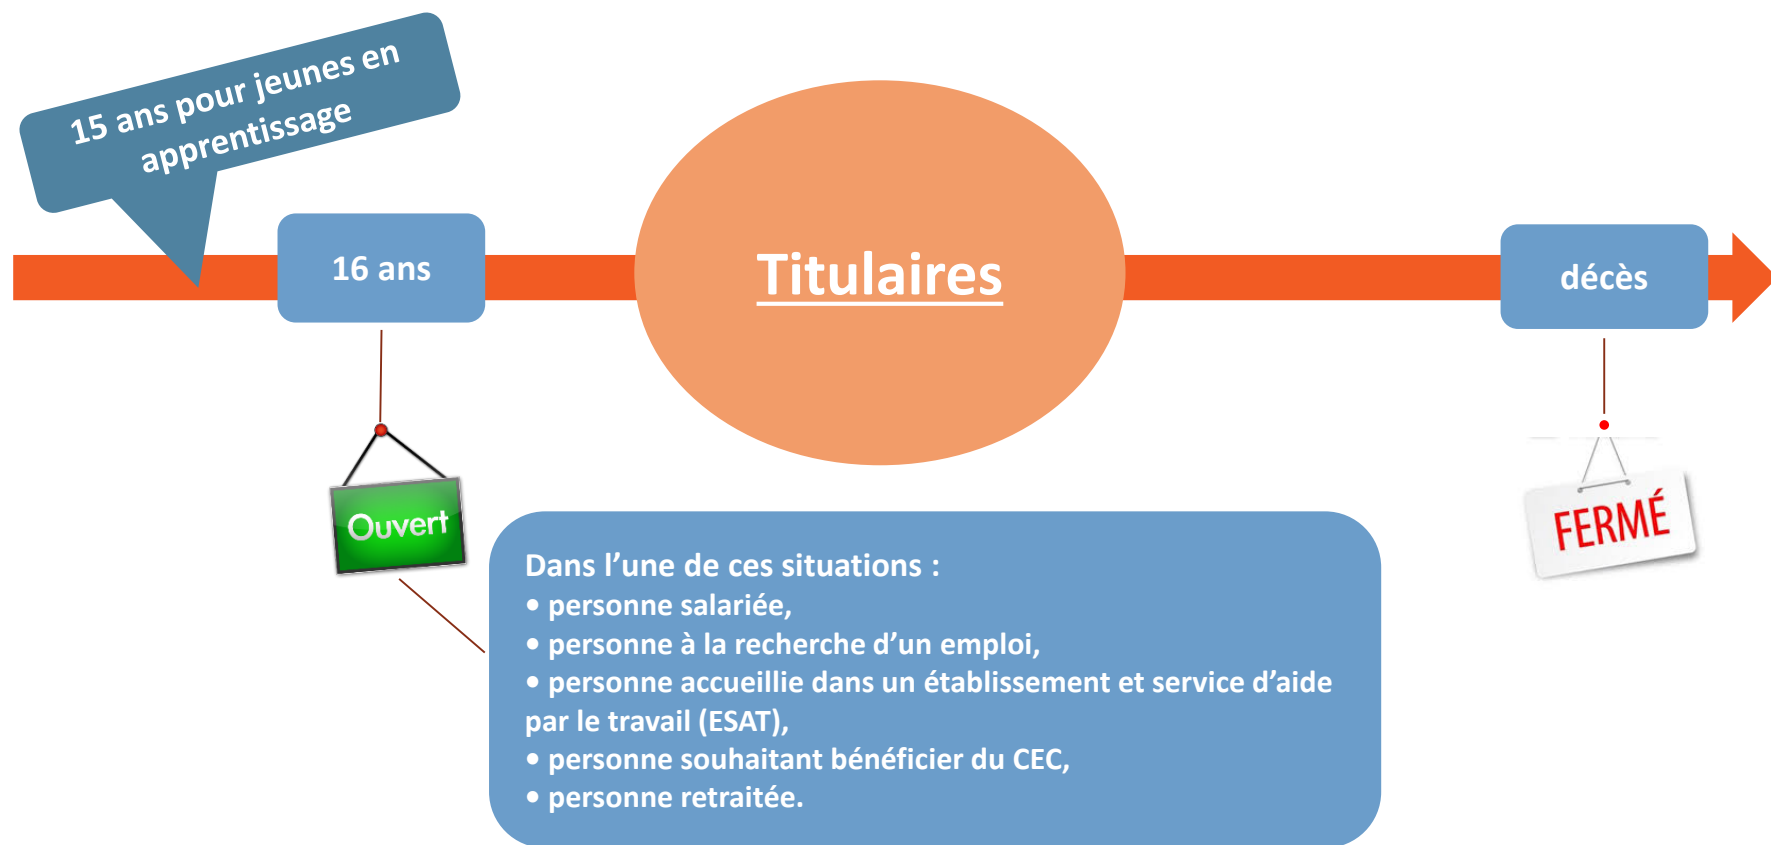 15 ans pour jeunes en
apprentissage
16 ans
Titulaires
décès
Ouvert
FERMÉ
Dans l’une de ces situations :
• personne salariée,
• personne à la recherche d’un emploi,
• personne accueillie dans un établissement et service d’aide
par le travail (ESAT),
• personne souhaitant bénéficier du CEC,
• personne retraitée.